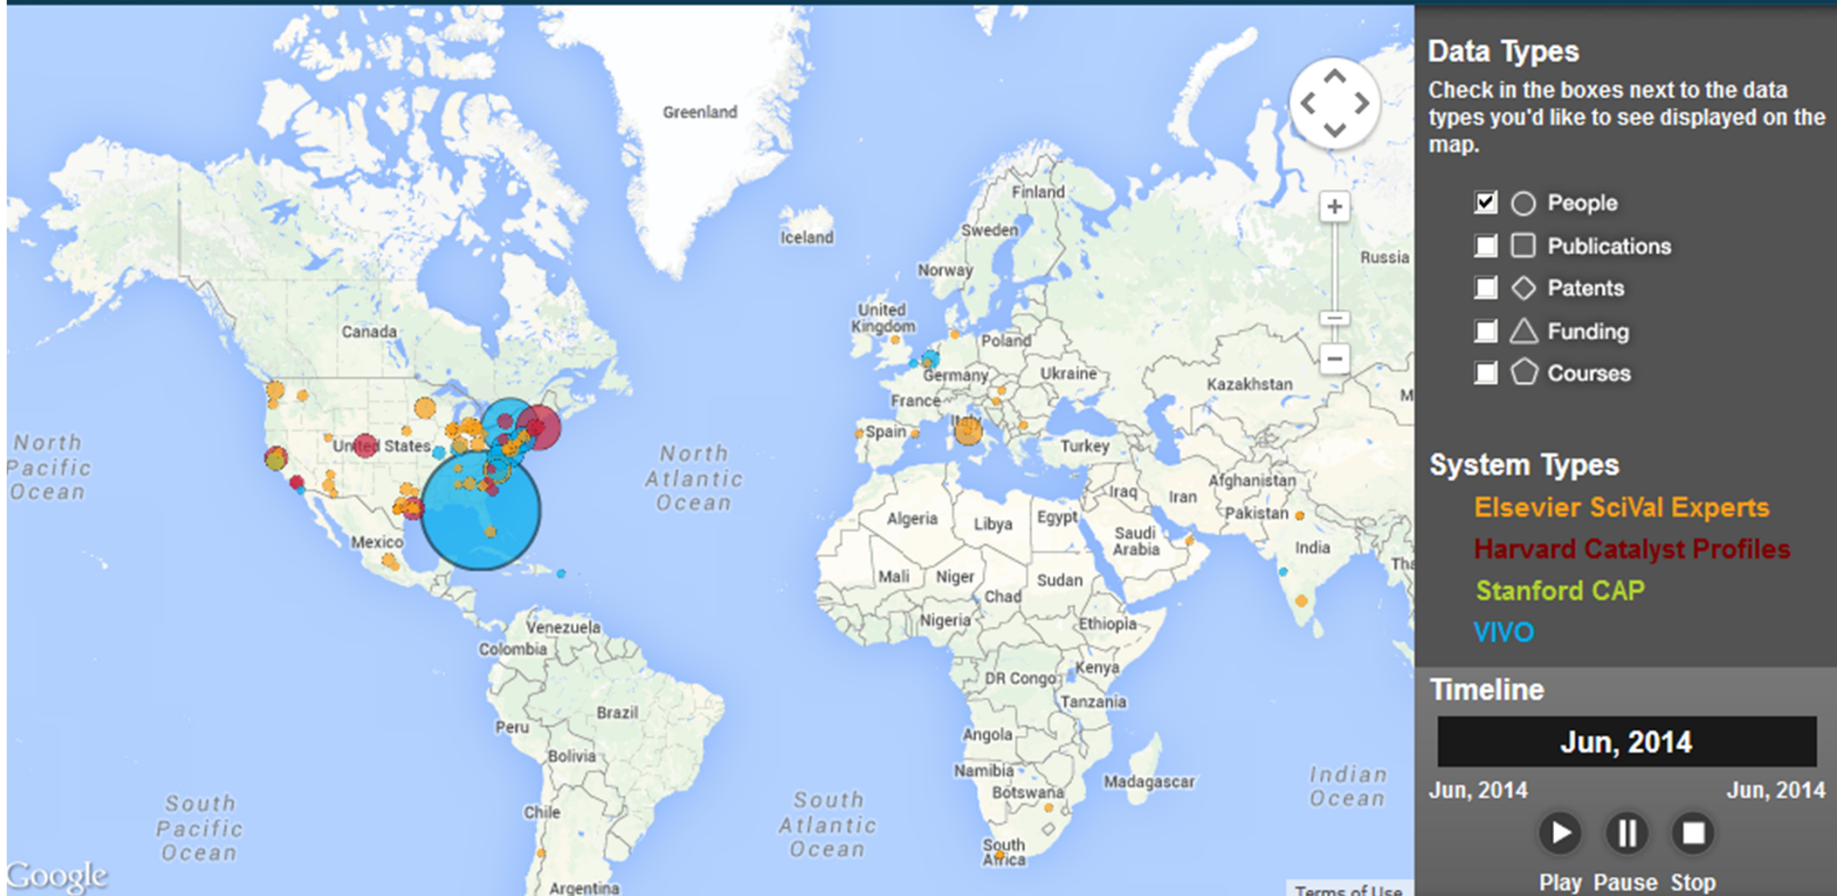 Greenland
Finland
Iceland
Sweden
Norway
Russia
United
Kingdom
Canada
Poland
Germany
Ukraine
Kazakhstan
France
M
North
Pacific
Ocean
United States
North
Atlantic
Ocean
Spain
Italy
Turkey
Afghanistan
Iraq
Iran
Pakistan
Algeria
Libya
Egypt
Saudi
Arabia
India
Mexico
Mali
Niger
Sudan
Tha
Chad
Venezuela
Nigeria
Ethiopia
Colombia
Kenya
DR Congo
Tanzania
Brazil
Peru
Angola
Bolivia
Namibia
Madagascar
Botswana
Indian
Ocean
South
Pacific
Ocean
Chile
South
Atlantic
Ocean
South
Africa
Google
Argentina
Terms of Use
Data Types
Check in the boxes next to the data
types you'd like to see displayed on the
map.
People
Publications
Patents
Funding
Courses
System Types
Elsevier SciVal Experts
Harvard Catalyst Profiles
Stanford CAP
VIVO
Timeline
Jun, 2014
Jun, 2014 Jun, 2014
Play Pause Stop